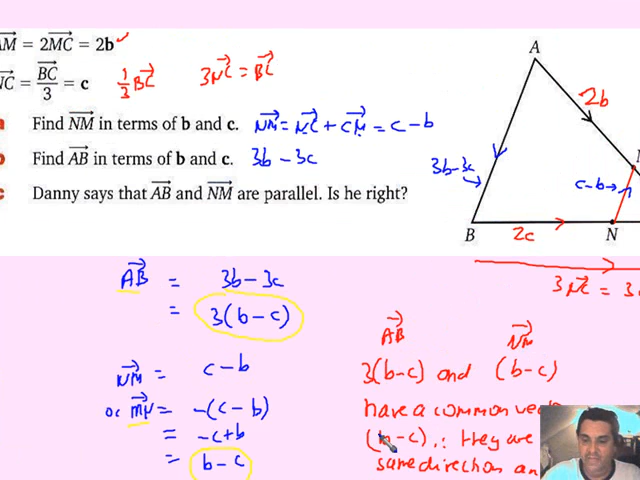 AM = 2MC = 2b ✓
NC = BC/3 = c 1/3 BC 3NC = BC
a Find NM in terms of b and c. NM = NC + CM = c - b
b Find AB in terms of b and c. 3b - 3c
c Danny says that AB and NM are parallel. Is he right?
A
2b
3b - 3c
c - b
B
2c
N
3NC =
AB = 3b - 3c
= 3(b - c)
NM = c - b
or MN = -(c - b)
= -c + b
= b - c
AB NM
3(b - c) and (b - c)
have a common
(b - c) ∴ they are
same direction